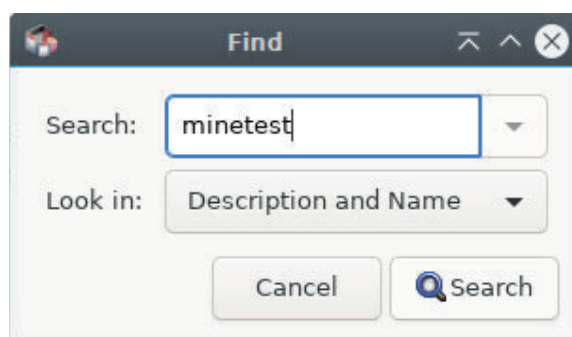 Find
Search: minetest
Look in: Description and Name
Cancel Search